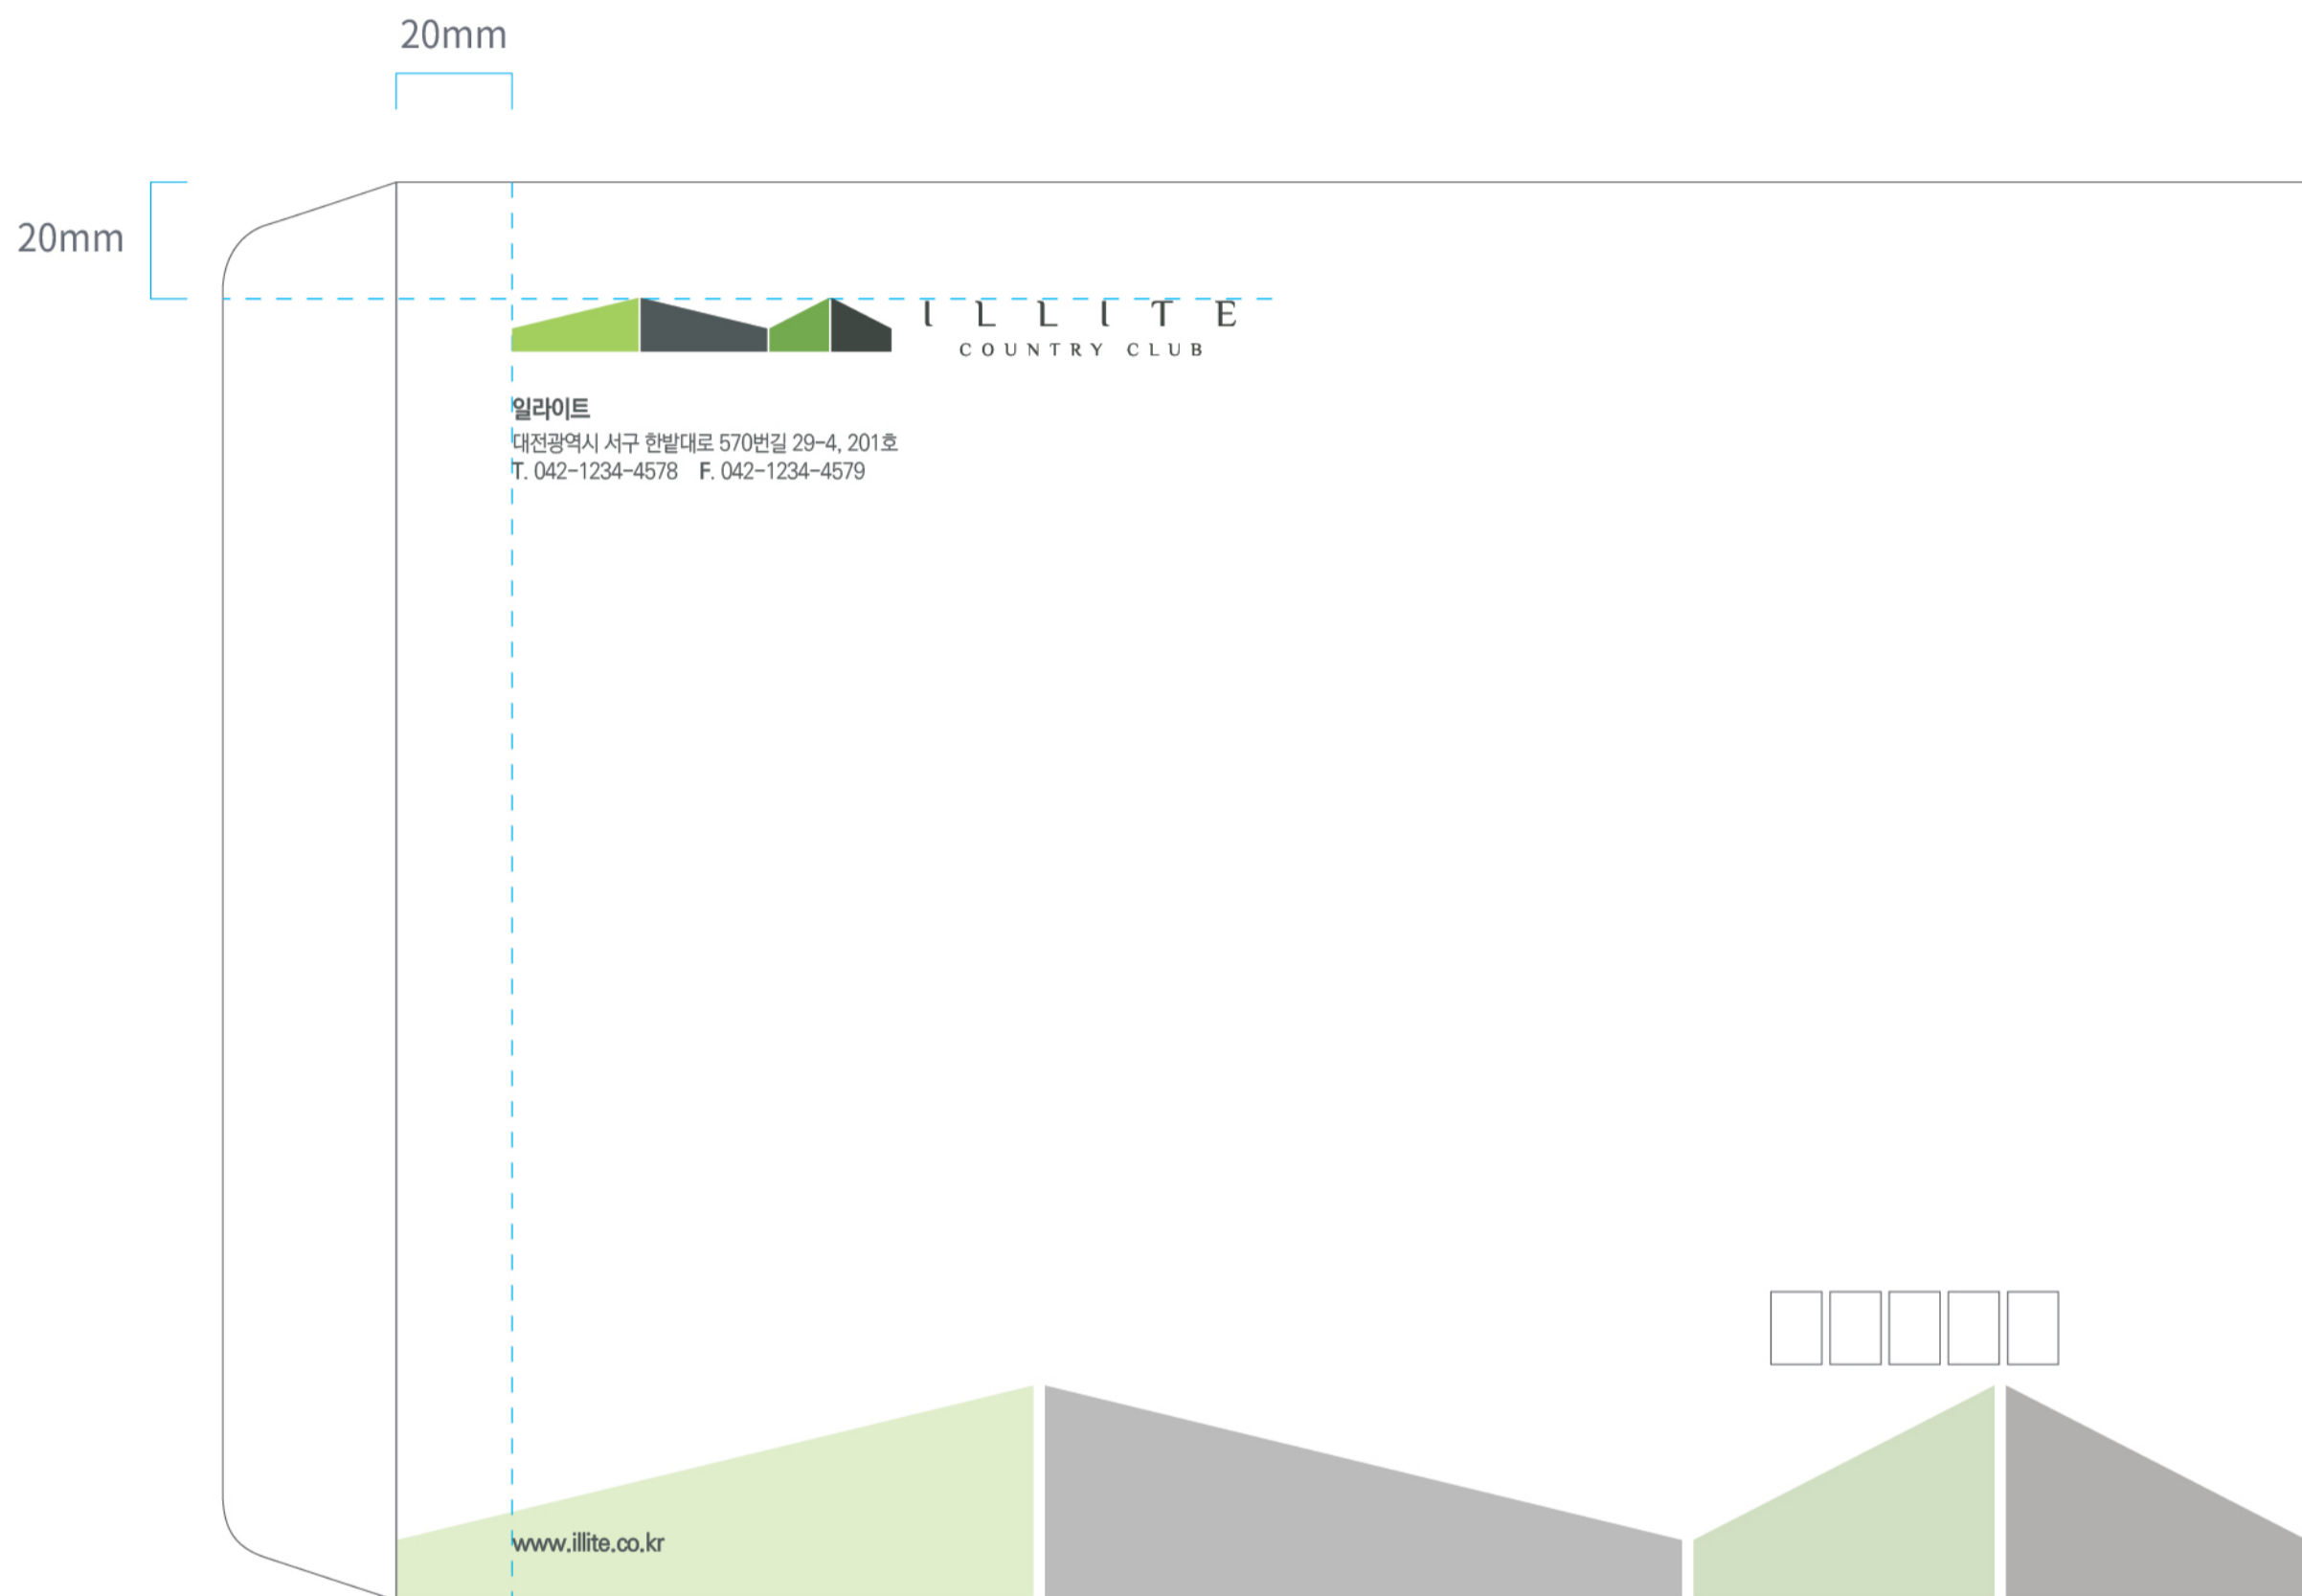 20mm
20mm
ILLITE
COUNTRY CLUB
일라이트
대전광역시 서구 한밭대로 570번길 29-4, 201호
T. 042-1234-4578 F. 042-1234-4579
www.illite.co.kr